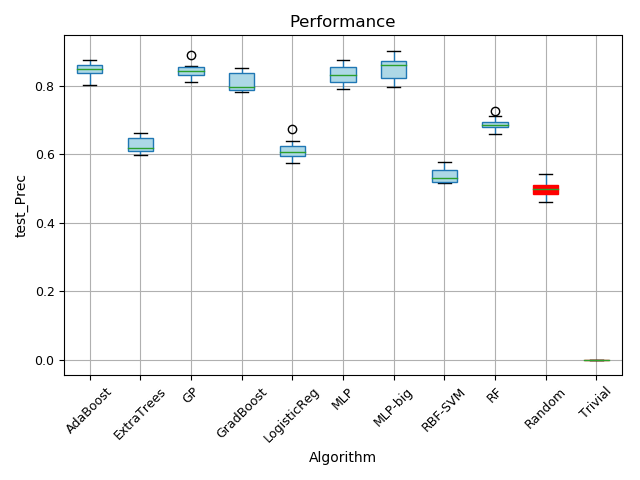 Performance
test_Prec
0.8
0.6
0.4
0.2
0.0
AdaBoost
ExtraTrees
GP
GradBoost
LogisticReg
MLP
MLP-big
RBF-SVM
RF
Random
Trivial
Algorithm